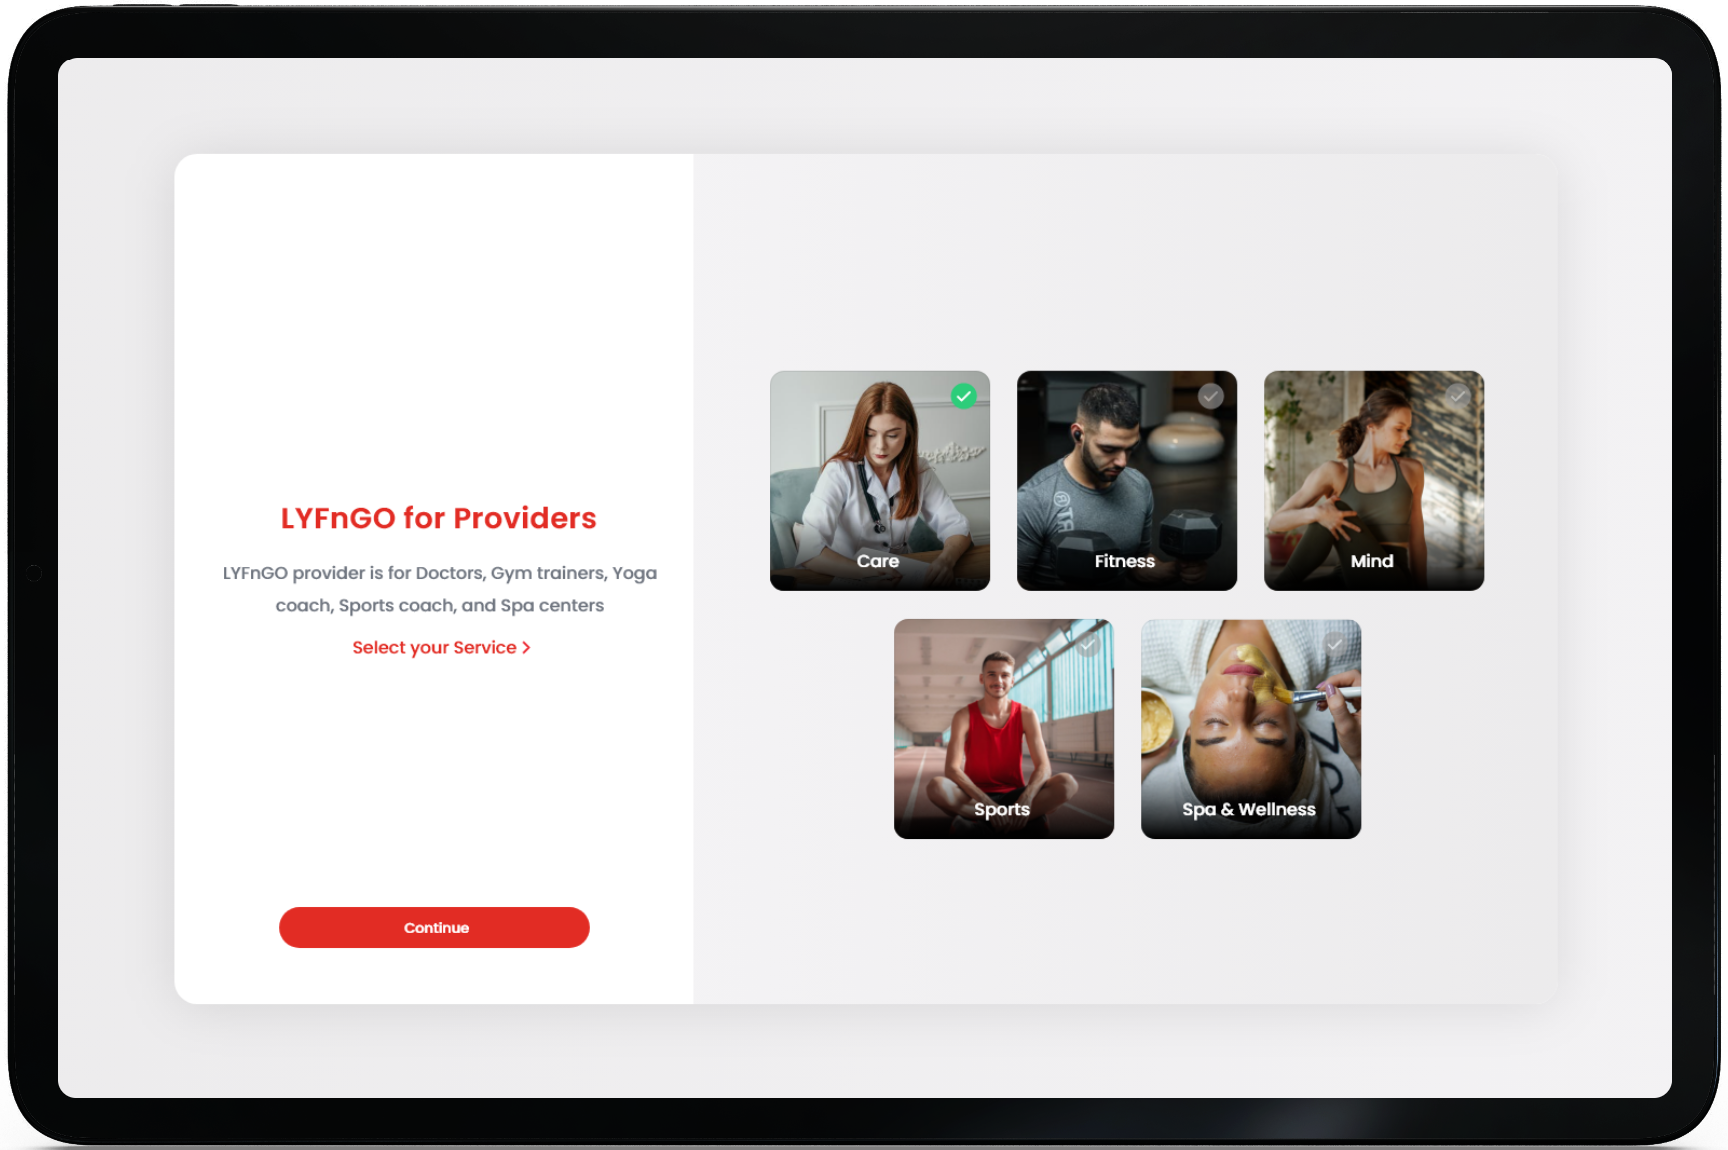 LYFnGO for Providers
LYFnGO provider is for Doctors, Gym trainers, Yoga
coach, Sports coach, and Spa centers
Select your Service >
Continue
Care
Fitness
Mind
Sports
Spa & Wellness